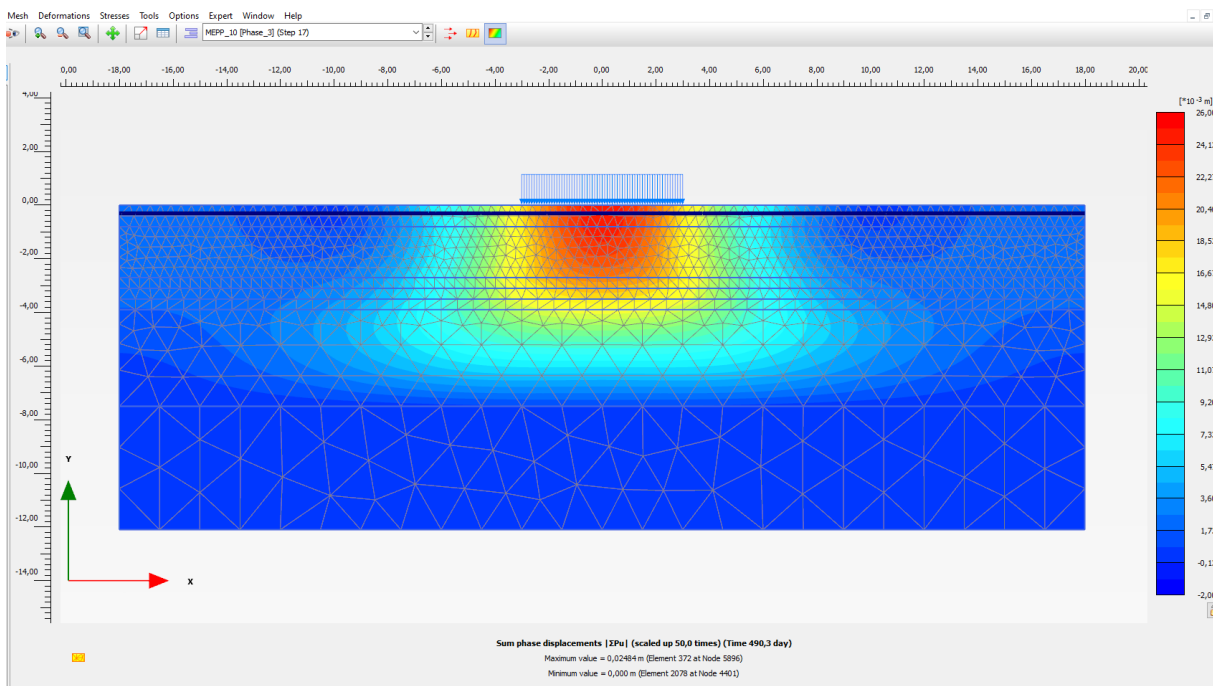 Mesh Deformations Stresses Tools Options Expert Window Help
MEPP_10 [Phase_3] (Step 17)
0,00 -18,00 -16,00 -14,00 -12,00 -10,00 -8,00 -6,00 -4,00 -2,00 0,00 2,00 4,00 6,00 8,00 10,00 12,00 14,00 16,00 18,00 20,00
4,00
2,00
0,00
-2,00
-4,00
-6,00
-8,00
-10,00
-12,00
-14,00
Y
X
[*10⁻³ m]
26,0
24,1
22,2
20,4
18,5
16,6
14,8
12,9
11,0
9,20
7,3
5,4
3,60
1,7
-0,1
-2,0
Sum phase displacements |ΣPu| (scaled up 50,0 times) (Time 490,3 day)
Maximum value = 0,02484 m (Element 372 at Node 5896)
Minimum value = 0,000 m (Element 2078 at Node 4401)